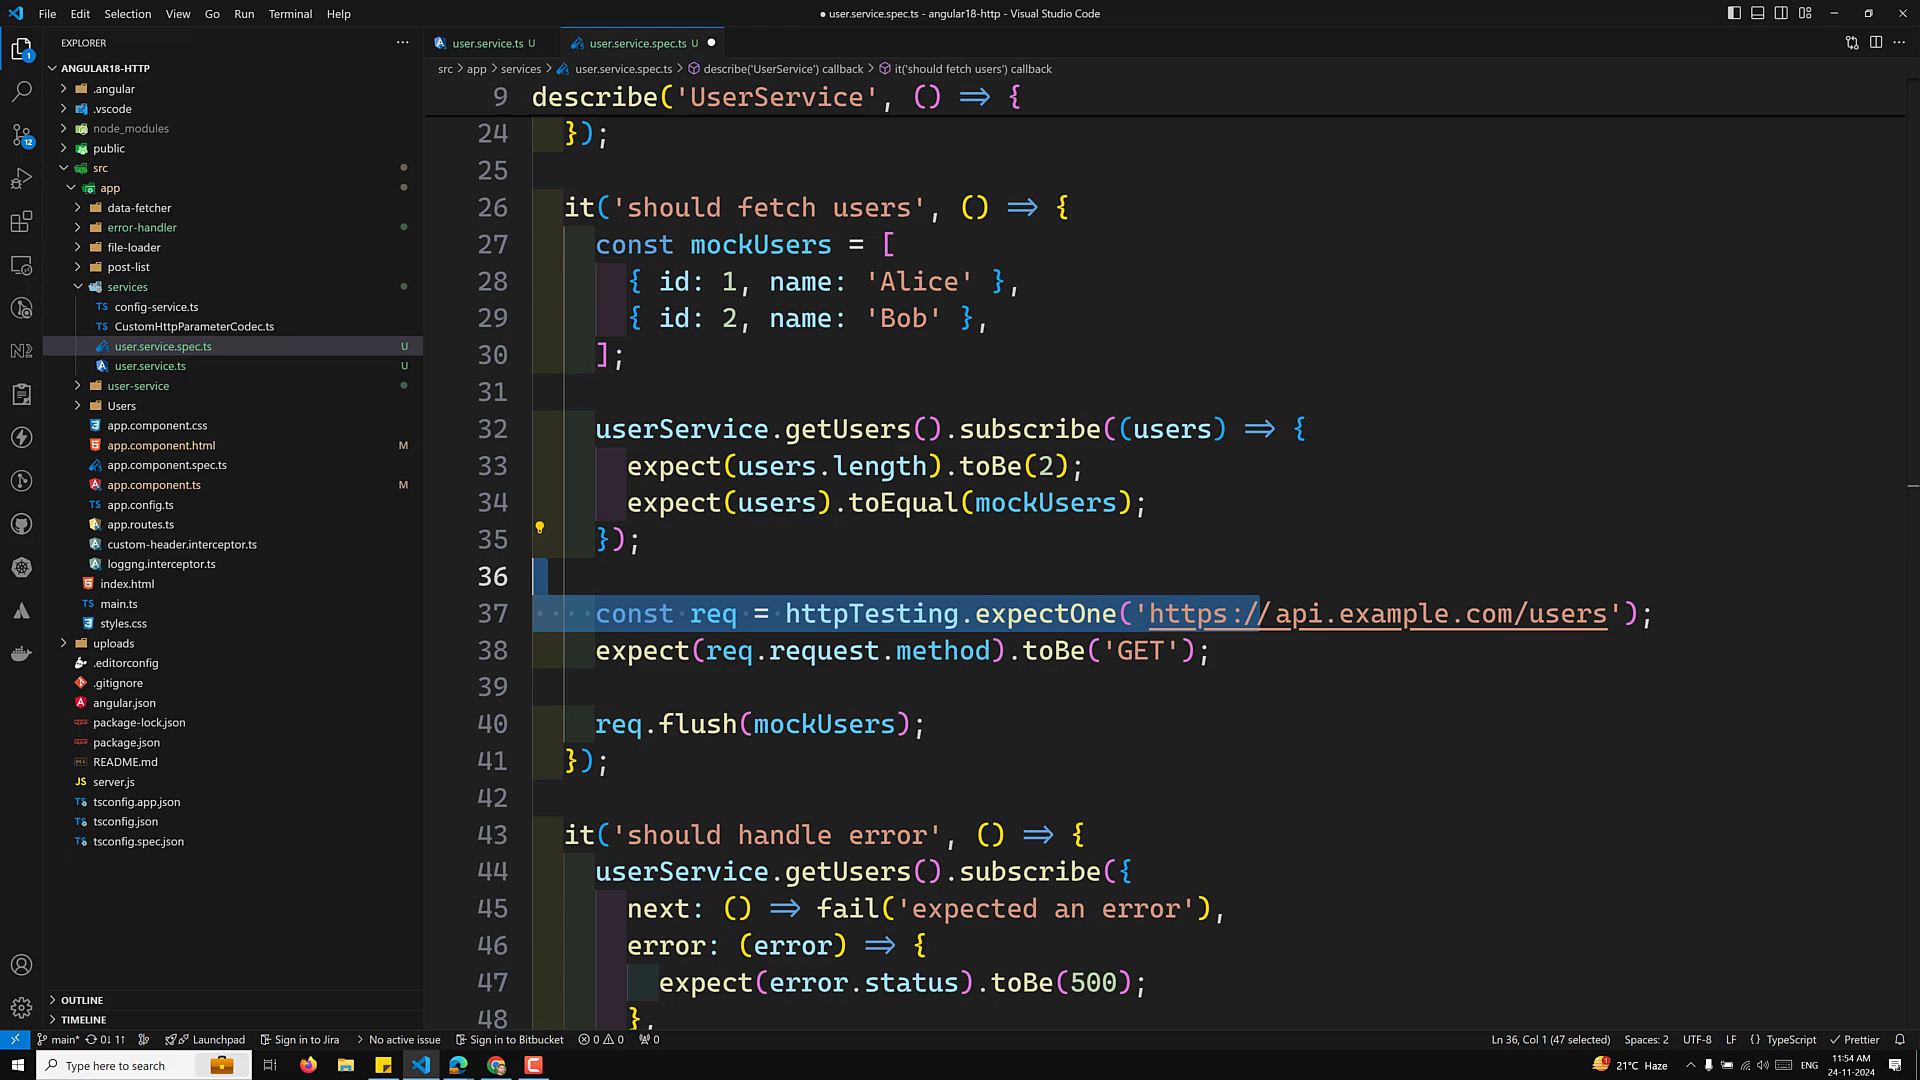 File Edit Selection View Go Run Terminal Help
● user.service.spec.ts - angular18-http - Visual Studio Code
EXPLORER
ANGULAR18-HTTP
.angular
.vscode
node_modules
public
src
app
data-fetcher
error-handler
file-loader
post-list
services
TS config-service.ts
TS CustomHttpParameterCodec.ts
user.service.spec.ts U
user.service.ts U
user-service
Users
app.component.css
app.component.html M
app.component.spec.ts
app.component.ts M
TS app.config.ts
app.routes.ts
custom-header.interceptor.ts
loggng.interceptor.ts
index.html
TS main.ts
styles.css
uploads
.editorconfig
.gitignore
angular.json
package-lock.json
package.json
README.md
JS server.js
tsconfig.app.json
tsconfig.json
tsconfig.spec.json
OUTLINE
TIMELINE
user.service.ts U
user.service.spec.ts U
src > app > services > user.service.spec.ts > describe('UserService') callback > it('should fetch users') callback
9 describe('UserService', () => {
24 });
25
26 it('should fetch users', () => {
27 const mockUsers = [
28 { id: 1, name: 'Alice' },
29 { id: 2, name: 'Bob' },
30 ];
31
32 userService.getUsers().subscribe((users) => {
33 expect(users.length).toBe(2);
34 expect(users).toEqual(mockUsers);
35 });
36
37 const req = httpTesting.expectOne('https://api.example.com/users');
38 expect(req.request.method).toBe('GET');
39
40 req.flush(mockUsers);
41 });
42
43 it('should handle error', () => {
44 userService.getUsers().subscribe({
45 next: () => fail('expected an error'),
46 error: (error) => {
47 expect(error.status).toBe(500);
48 },
main* 0↓ 1↑ Launchpad Sign in to Jira No active issue Sign in to Bitbucket 0 0 0
Ln 36, Col 1 (47 selected) Spaces: 2 UTF-8 LF {} TypeScript Prettier
Type here to search
21°C Haze ENG 11:54 AM
24-11-2024